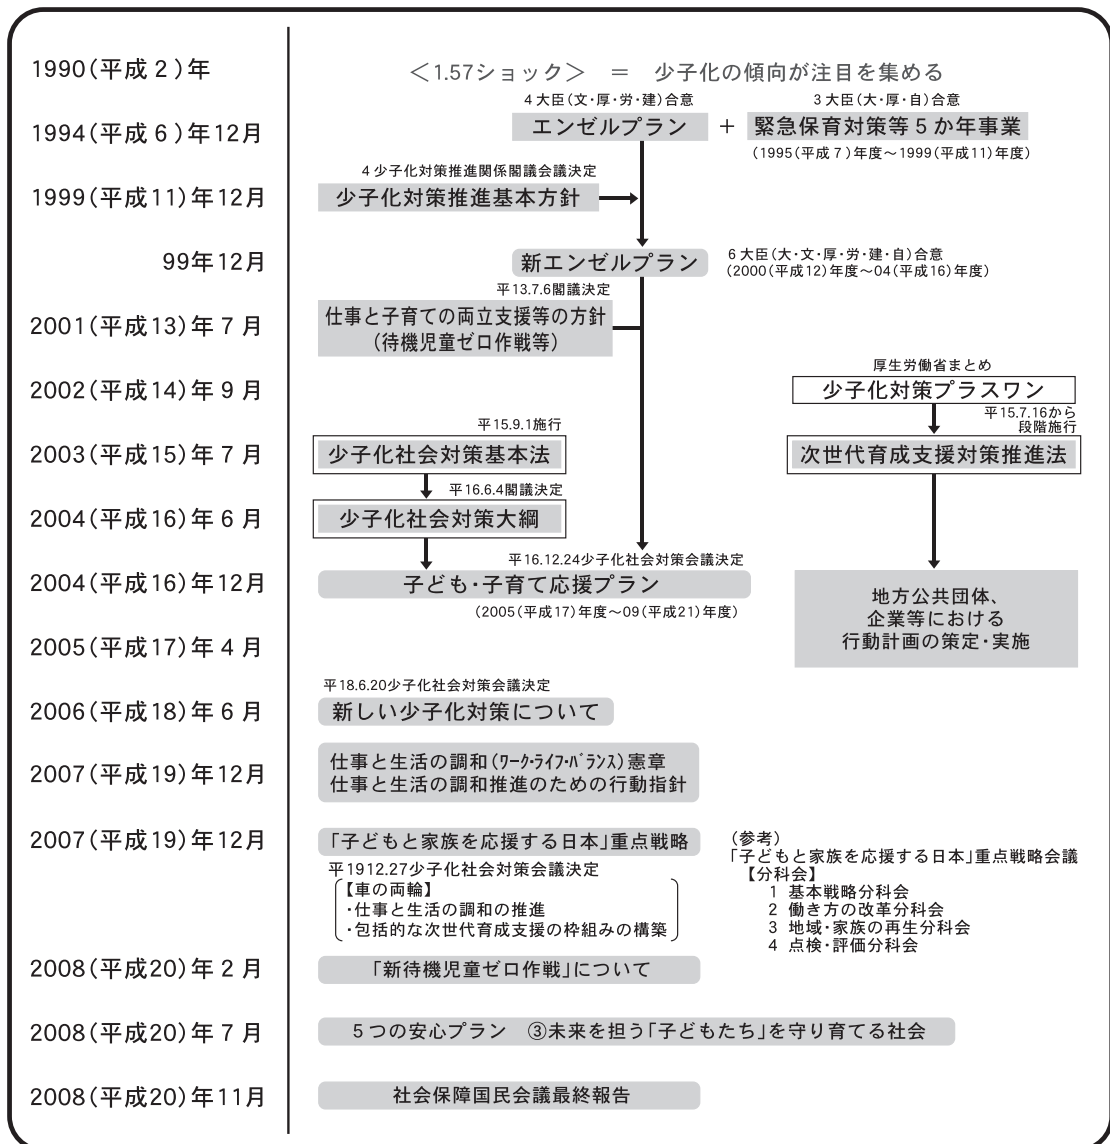 1990(平成2)年
＜1.57ショック＞ ＝ 少子化の傾向が注目を集める
4大臣(文・厚・労・建)合意
3大臣(大・厚・自)合意
1994(平成6)年12月
エンゼルプラン ＋ 緊急保育対策等5か年事業
(1995(平成7)年度～1999(平成11)年度)
4少子化対策推進関係閣議会議決定
1999(平成11)年12月
少子化対策推進基本方針
99年12月
新エンゼルプラン
6大臣(大・文・厚・労・建・自)合意
(2000(平成12)年度～04(平成16)年度)
平13.7.6閣議決定
2001(平成13)年7月
仕事と子育ての両立支援等の方針
(待機児童ゼロ作戦等)
2002(平成14)年9月
厚生労働省まとめ
少子化対策プラスワン
平15.7.16から
段階施行
平15.9.1施行
2003(平成15)年7月
少子化社会対策基本法
次世代育成支援対策推進法
平16.6.4閣議決定
2004(平成16)年6月
少子化社会対策大綱
平16.12.24少子化社会対策会議決定
2004(平成16)年12月
子ども・子育て応援プラン
(2005(平成17)年度～09(平成21)年度)
地方公共団体、
企業等における
行動計画の策定・実施
2005(平成17)年4月
平18.6.20少子化社会対策会議決定
2006(平成18)年6月
新しい少子化対策について
2007(平成19)年12月
仕事と生活の調和(ﾜｰｸ･ﾗｲﾌ･ﾊﾞﾗﾝｽ)憲章
仕事と生活の調和推進のための行動指針
2007(平成19)年12月
「子どもと家族を応援する日本」重点戦略
平1912.27少子化社会対策会議決定
【車の両輪】
・仕事と生活の調和の推進
・包括的な次世代育成支援の枠組みの構築
(参考)
「子どもと家族を応援する日本」重点戦略会議
【分科会】
1 基本戦略分科会
2 働き方の改革分科会
3 地域・家族の再生分科会
4 点検・評価分科会
2008(平成20)年2月
「新待機児童ゼロ作戦」について
2008(平成20)年7月
5つの安心プラン ③未来を担う「子どもたち」を守り育てる社会
2008(平成20)年11月
社会保障国民会議最終報告